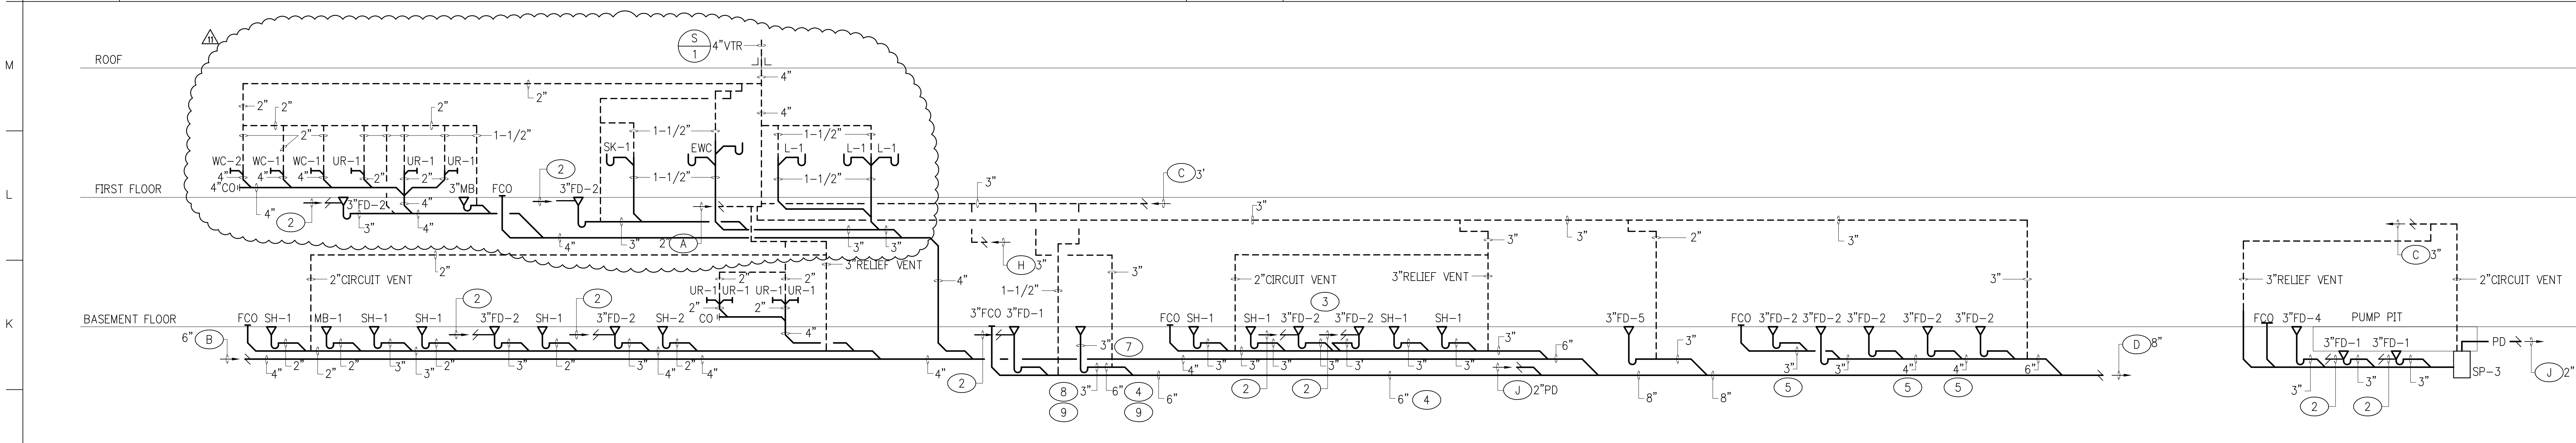 11
S
1
4"VTR
M
ROOF
4"
2"
2"
2"
2"
4"
2"
1-1/2"
1-1/2"
1-1/2"
WC-2
WC-1
WC-1
UR-1
UR-1
UR-1
SK-1
EWC
L-1
L-1
L-1
4"
4"
4"
2"
2"
1-1/2"
1-1/2"
2
C
3'
L
FIRST FLOOR
4"CO
3"MB
FCO
3"FD-2
3"
4"
2
3"FD-2
3"
4"
4"
4"
3"
2"
A
3"
3"
3"
3"
3"
2"
3"
H
3"
C
3"
2"
3"RELIEF VENT
2"CIRCUIT VENT
2"
2"
4"
1-1/2"
3"
2"CIRCUIT VENT
3"RELIEF VENT
3"
3"RELIEF VENT
2"CIRCUIT VENT
UR-1
UR-1
UR-1
UR-1
2
2
2"
2"
CO
3
K
BASEMENT FLOOR
FCO
SH-1
MB-1
SH-1
SH-1
3"FD-2
SH-1
3"FD-2
SH-2
4"
3"FCO
3"FD-1
FCO
SH-1
SH-1
3"FD-2
3"FD-2
SH-1
SH-1
3"FD-5
FCO
3"FD-2
3"FD-2
3"FD-2
3"FD-2
3"FD-2
FCO
3"FD-4
PUMP PIT
6"
B
3"
7
3"
6"
3"
D
8"
3"FD-1
3"FD-1
PD
4"
2"
2"
2"
3"
3"
2"
3"
2"
3"
4"
2"
4"
4"
2
8
3"
6"
4
9
9
6"
4"
3"
3"
3"
3"
3'
3"
3"
2
2
6"
4
J
2"PD
8"
8"
3"
5
3"
4"
5
4"
5
6"
3"
2
3"
2
3"
SP-3
J
2"